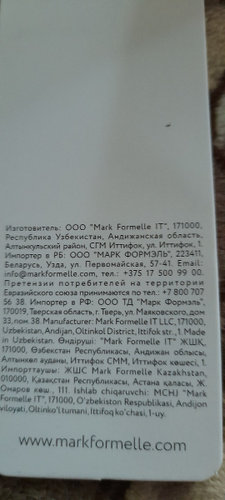 Изготовитель: ООО "Mark Formelle IT", 171000,
Республика Узбекистан, Андижанская область,
Алтынкульский район, СГМ Иттифок, ул. Иттифок, 1.
Импортер в РБ: ООО "МАРК ФОРМЭЛЬ", 223411,
Беларусь, Узда, ул. Первомайская, 57-41. Email:
info@markformelle.com, тел.: +375 17 500 99 00.
Претензии потребителей на территории
Евразийского союза принимаются по тел.: +7 800 707
56 38. Импортер в РФ: ООО ТД "Марк Формэль",
170019, Тверская область, г. Тверь, ул. Маяковского, дом
33, пом. 38. Manufacturer: Mark Formelle IT LLC, 171000,
Uzbekistan, Andijan, Oltinkol District, Ittifok str., 1. Made
in Uzbekistan. Өндіруші: "Mark Formelle IT" ЖШҚ,
171000, Өзбекстан Республикасы, Андижан облысы,
Алтынкөл ауданы, Иттифок СММ, Иттифок көшесі, 1.
Импорттаушы: ЖШС Mark Formelle Kazakhstan,
010000, Қазақстан Республикасы, Астана қаласы, Ж.
Омаров көш., 111. Ishlab chiqaruvchi: MCHJ "Mark
Formelle IT", 171000, O'zbekiston Respublikasi, Andijon
viloyati, Oltinko'l tumani, Ittifoq ko'chasi, 1-uy.
www.markformelle.com